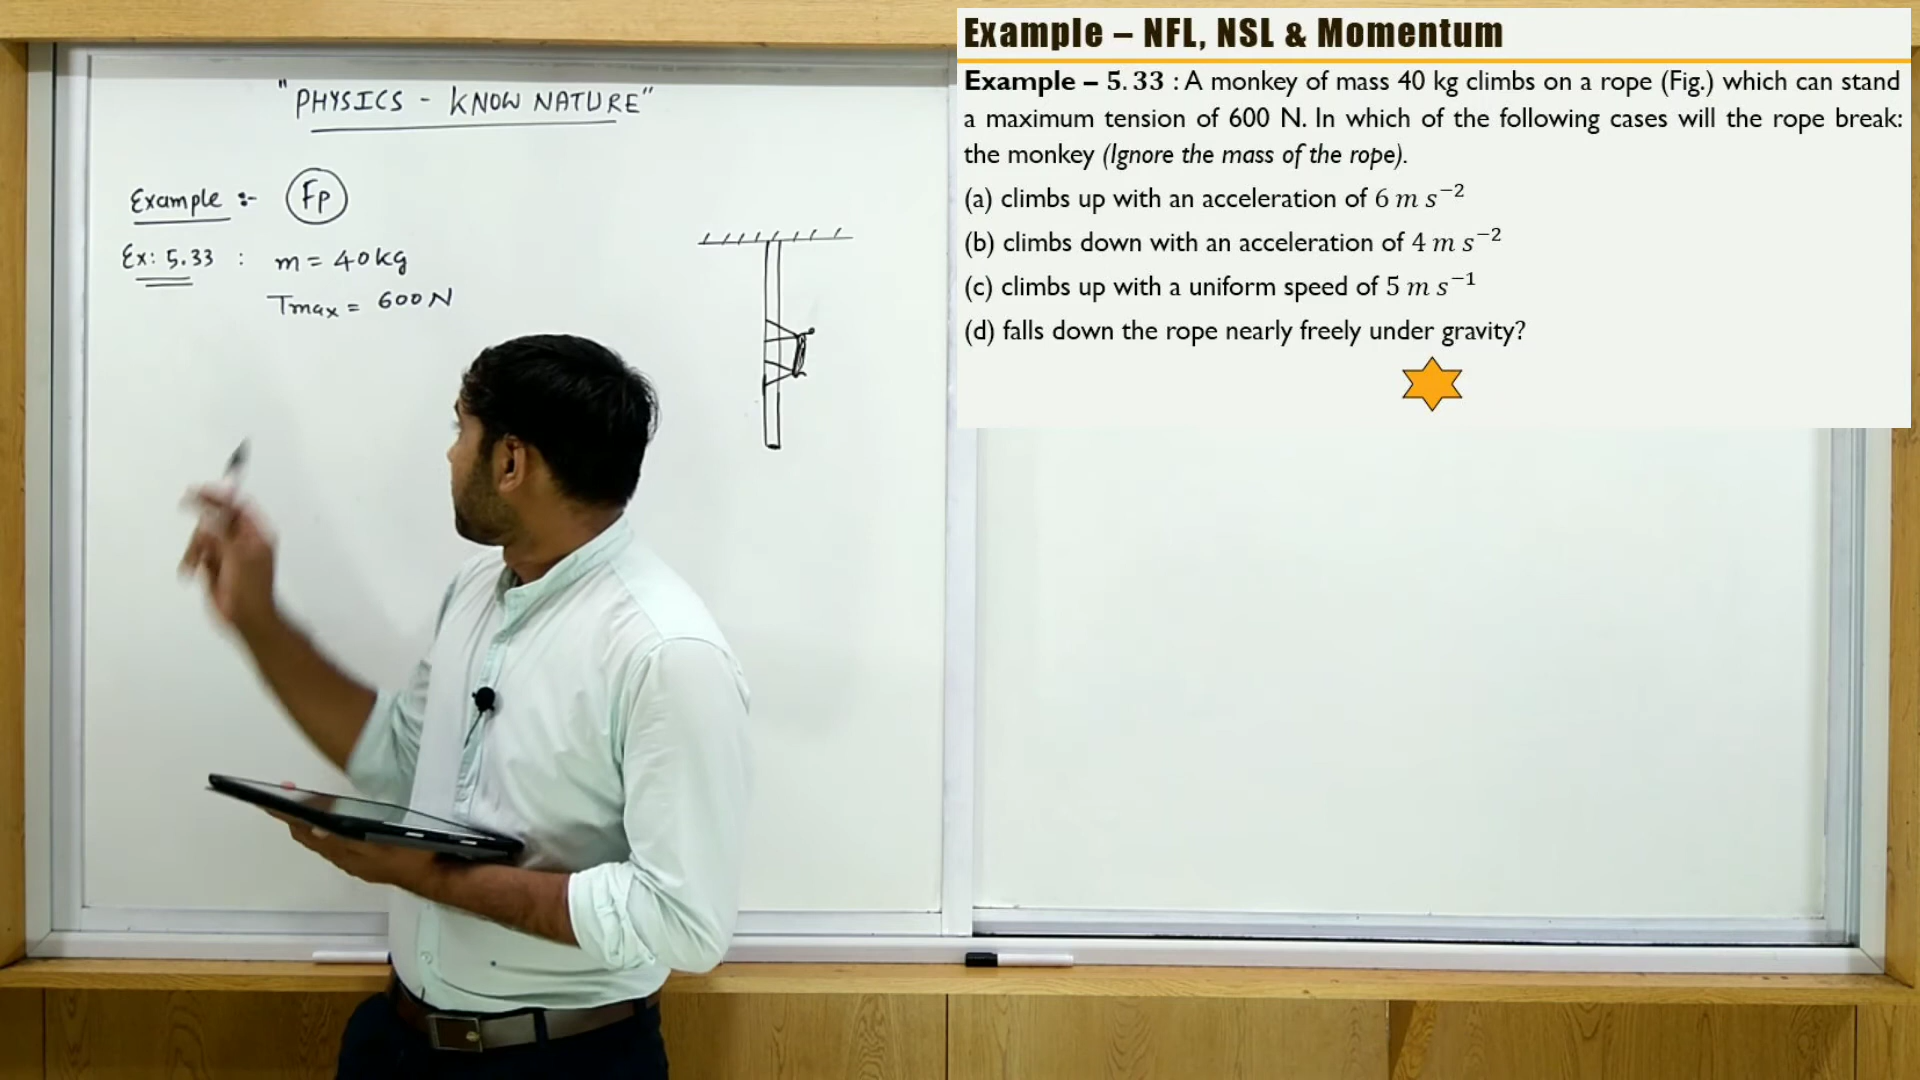 "PHYSICS - KNOW NATURE"
Example :- Fp
Ex: 5.33 : m = 40kg
Tmax = 600 N
Example – NFL, NSL & Momentum
Example – 5.33 : A monkey of mass 40 kg climbs on a rope (Fig.) which can stand
a maximum tension of 600 N. In which of the following cases will the rope break:
the monkey (Ignore the mass of the rope).
(a) climbs up with an acceleration of 6 m s⁻²
(b) climbs down with an acceleration of 4 m s⁻²
(c) climbs up with a uniform speed of 5 m s⁻¹
(d) falls down the rope nearly freely under gravity?